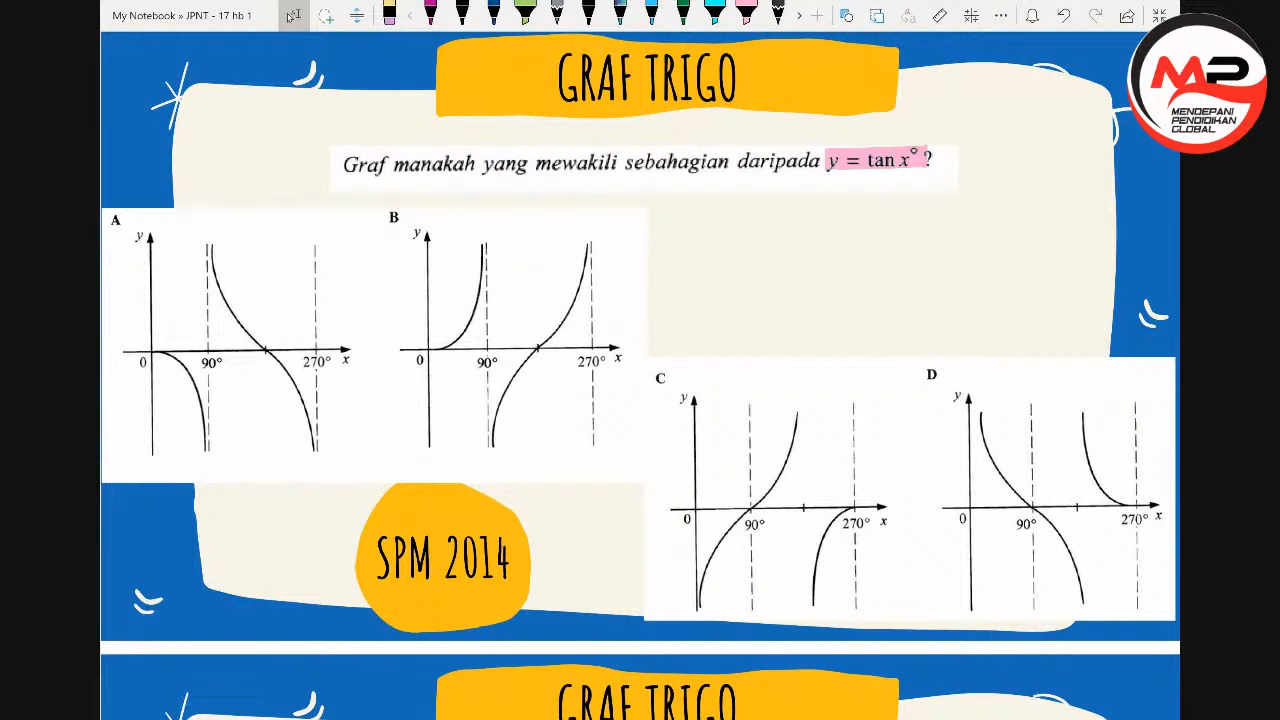 My Notebook » JPNT - 17 hb 1
GRAF TRIGO
MP
MENDEPANI
PENDIDIKAN
GLOBAL
Graf manakah yang mewakili sebahagian daripada y = tan x° ?
A
y
0
90°
270°
x
B
y
0
90°
270°
x
C
y
0
90°
270°
x
D
y
0
90°
270°
x
SPM 2014
GRAF TRIGO